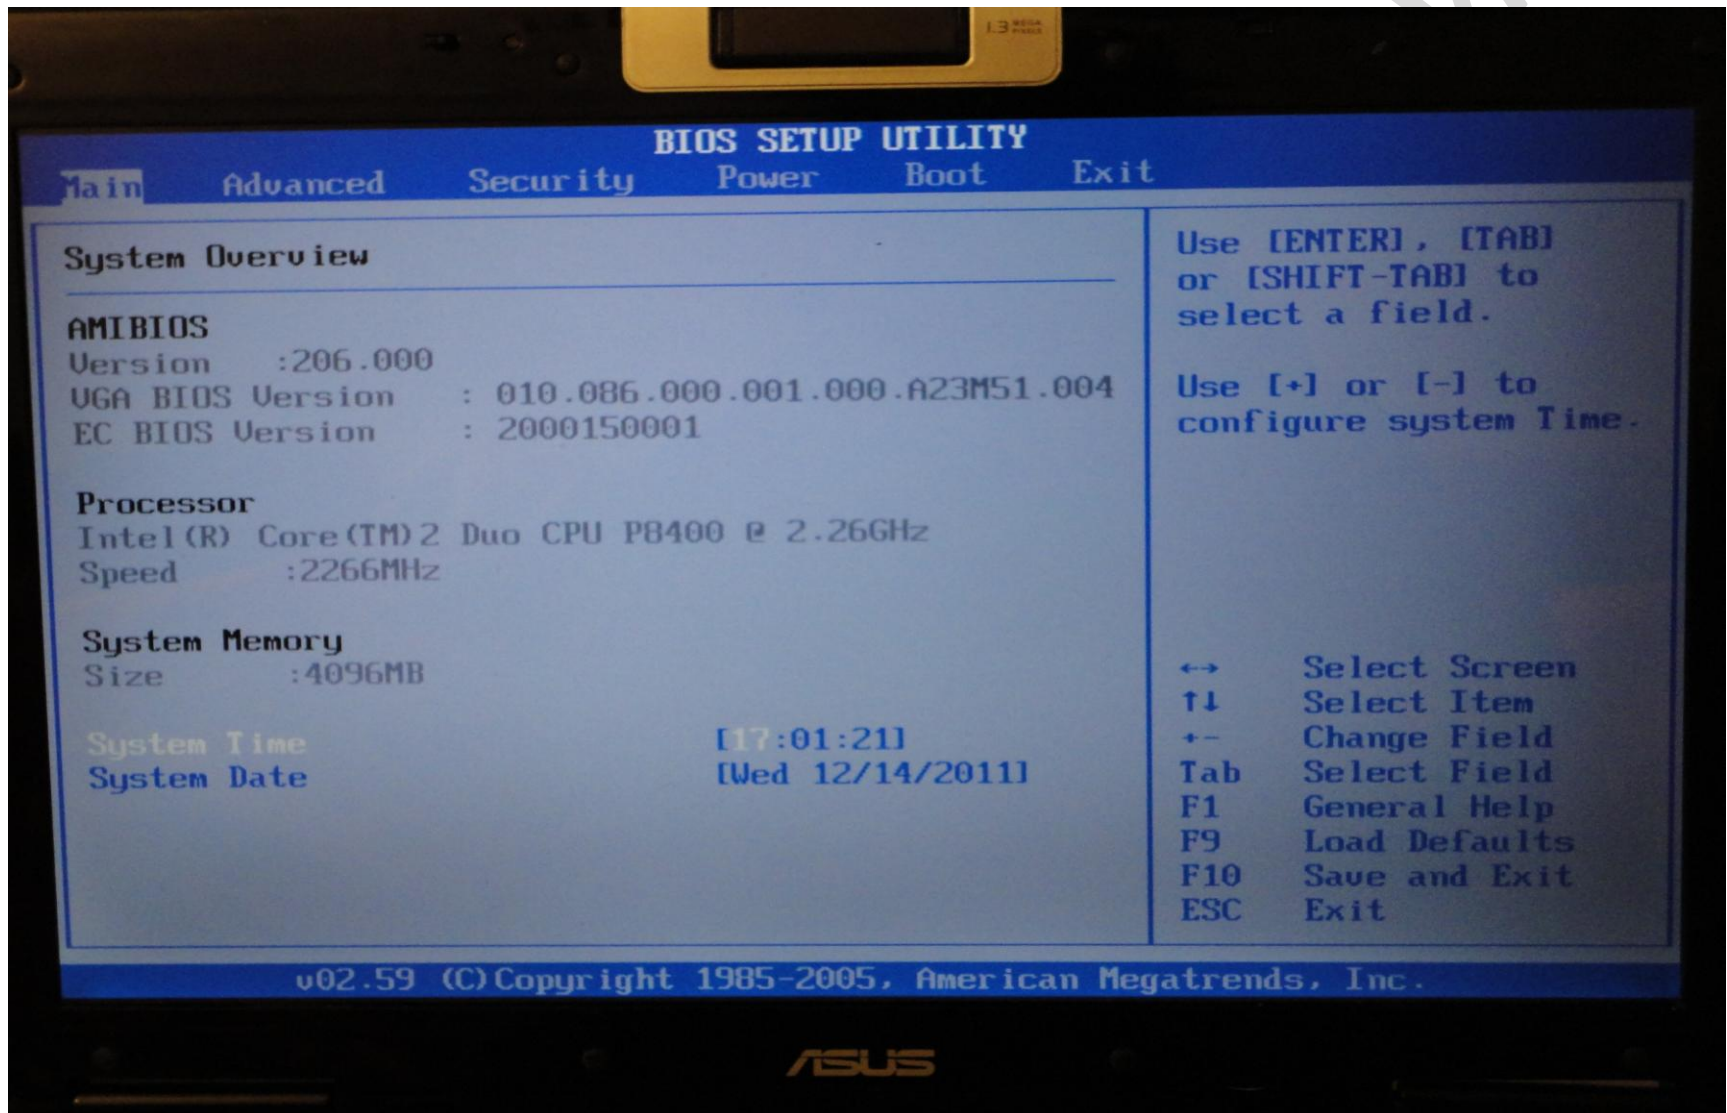 1.3 MEGA PIXELS
BIOS SETUP UTILITY
Main Advanced Security Power Boot Exit
System Overview
AMIBIOS
Version :206.000
VGA BIOS Version : 010.086.000.001.000.A23M51.004
EC BIOS Version : 2000150001
Processor
Intel(R) Core(TM)2 Duo CPU P8400 @ 2.26GHz
Speed :2266MHz
System Memory
Size :4096MB
System Time [17:01:21]
System Date [Wed 12/14/2011]
Use [ENTER], [TAB]
or [SHIFT-TAB] to
select a field.
Use [+] or [-] to
configure system Time.
←→ Select Screen
↑↓ Select Item
+- Change Field
Tab Select Field
F1 General Help
F9 Load Defaults
F10 Save and Exit
ESC Exit
v02.59 (C)Copyright 1985-2005, American Megatrends, Inc.
ASUS